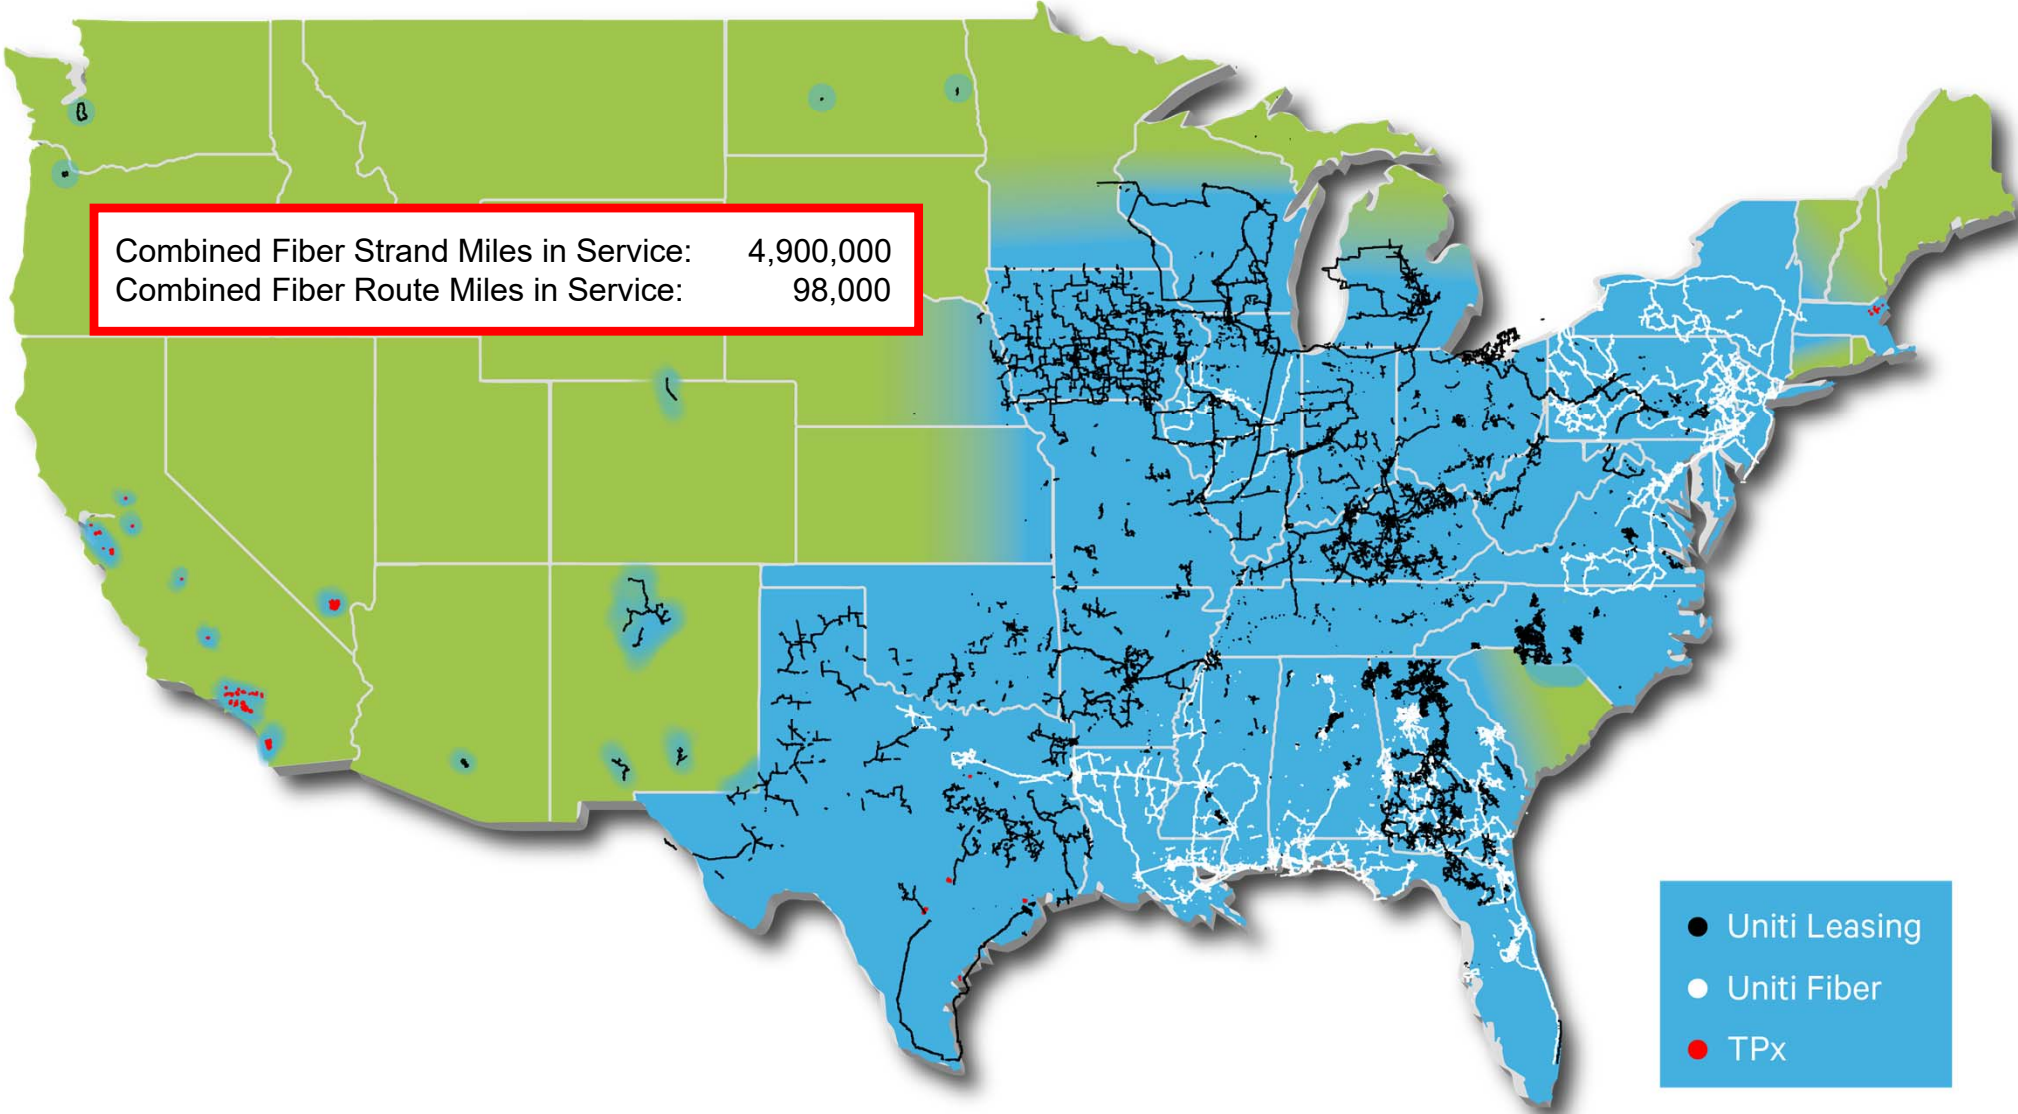 Combined Fiber Strand Miles in Service: 4,900,000
Combined Fiber Route Miles in Service: 98,000
Uniti Leasing
Uniti Fiber
TPx